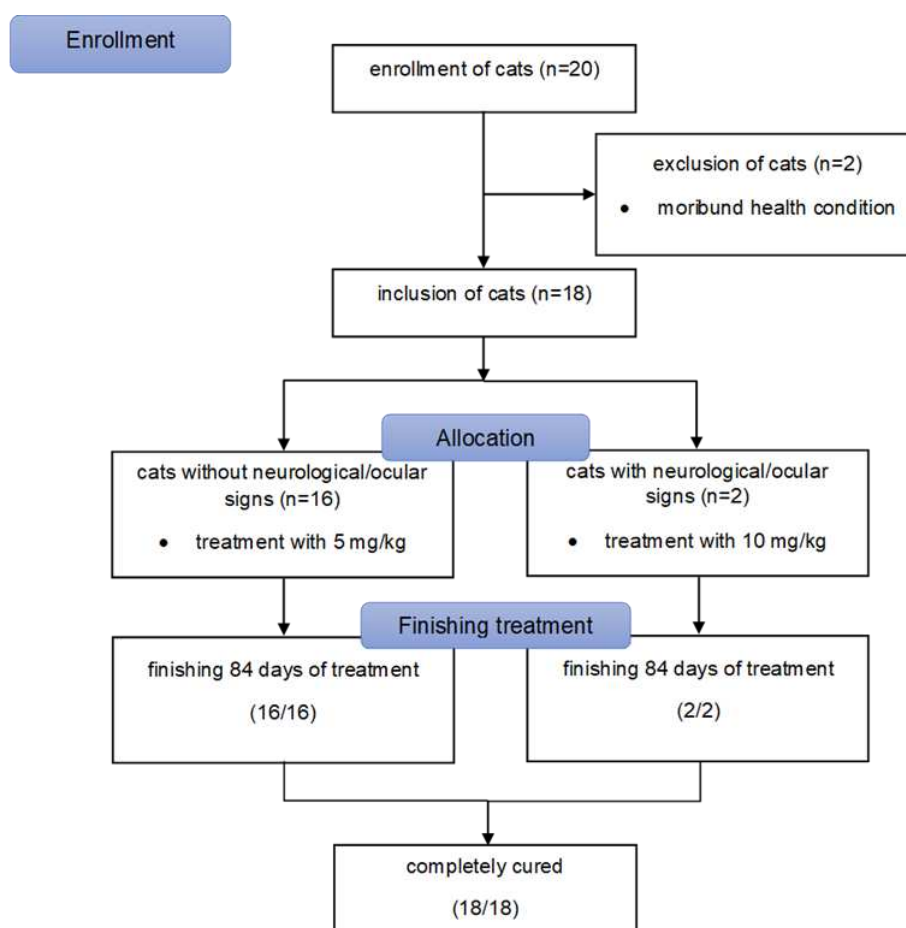 Enrollment
enrollment of cats (n=20)
exclusion of cats (n=2)
• moribund health condition
inclusion of cats (n=18)
Allocation
cats without neurological/ocular
signs (n=16)
• treatment with 5 mg/kg
cats with neurological/ocular
signs (n=2)
• treatment with 10 mg/kg
Finishing treatment
finishing 84 days of treatment
(16/16)
finishing 84 days of treatment
(2/2)
completely cured
(18/18)